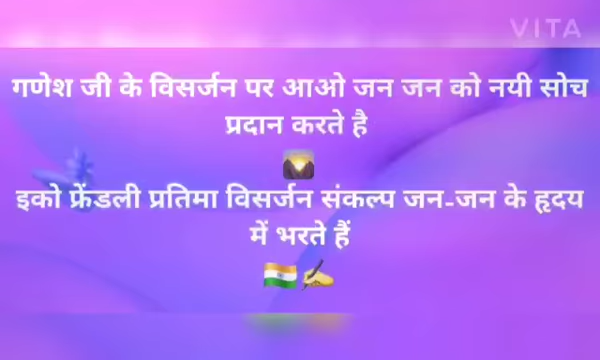 VITA
गणेश जी के विसर्जन पर आओ जन जन को नयी सोच
प्रदान करते है
इको फ्रेंडली प्रतिमा विसर्जन संकल्प जन-जन के हृदय
में भरते हैं